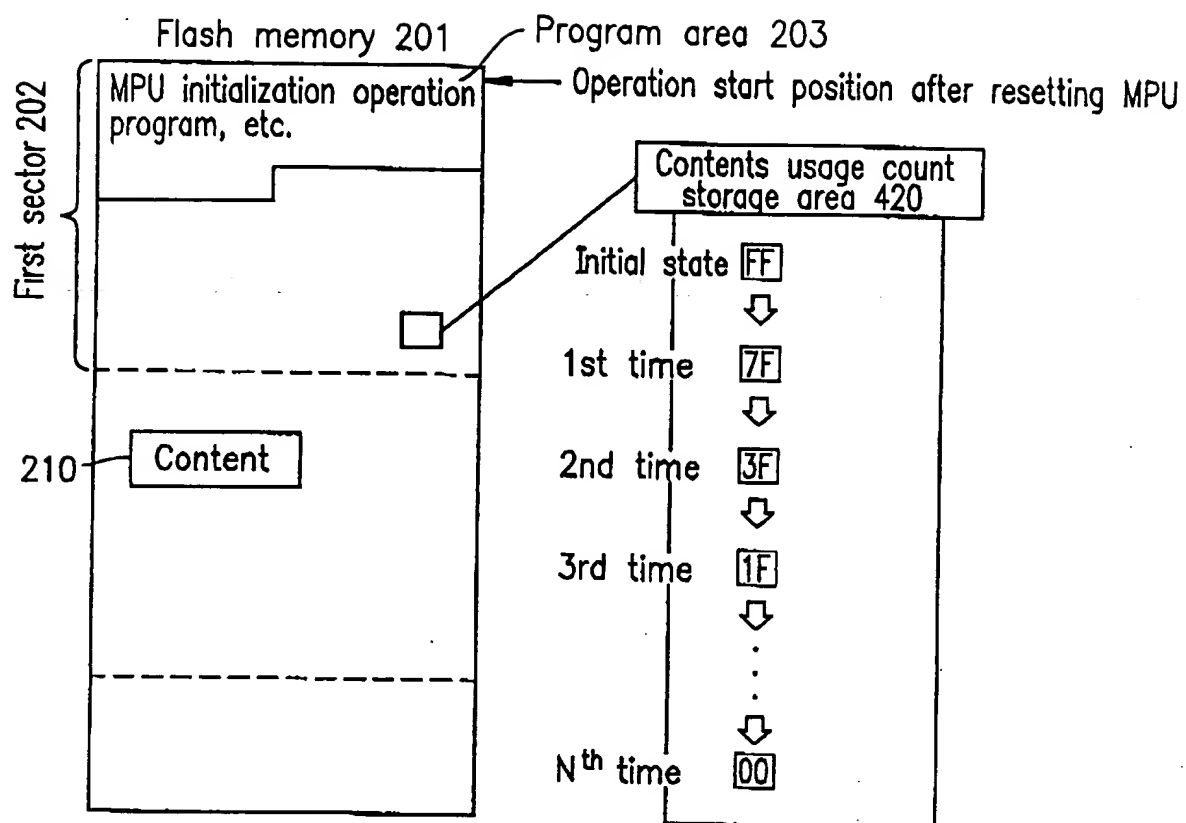 Flash memory 201
Program area 203
First sector 202
MPU initialization operation
program, etc.
Operation start position after resetting MPU
Contents usage count
storage area 420
Initial state FF
1st time 7F
2nd time 3F
3rd time 1F
Nth time 00
210
Content